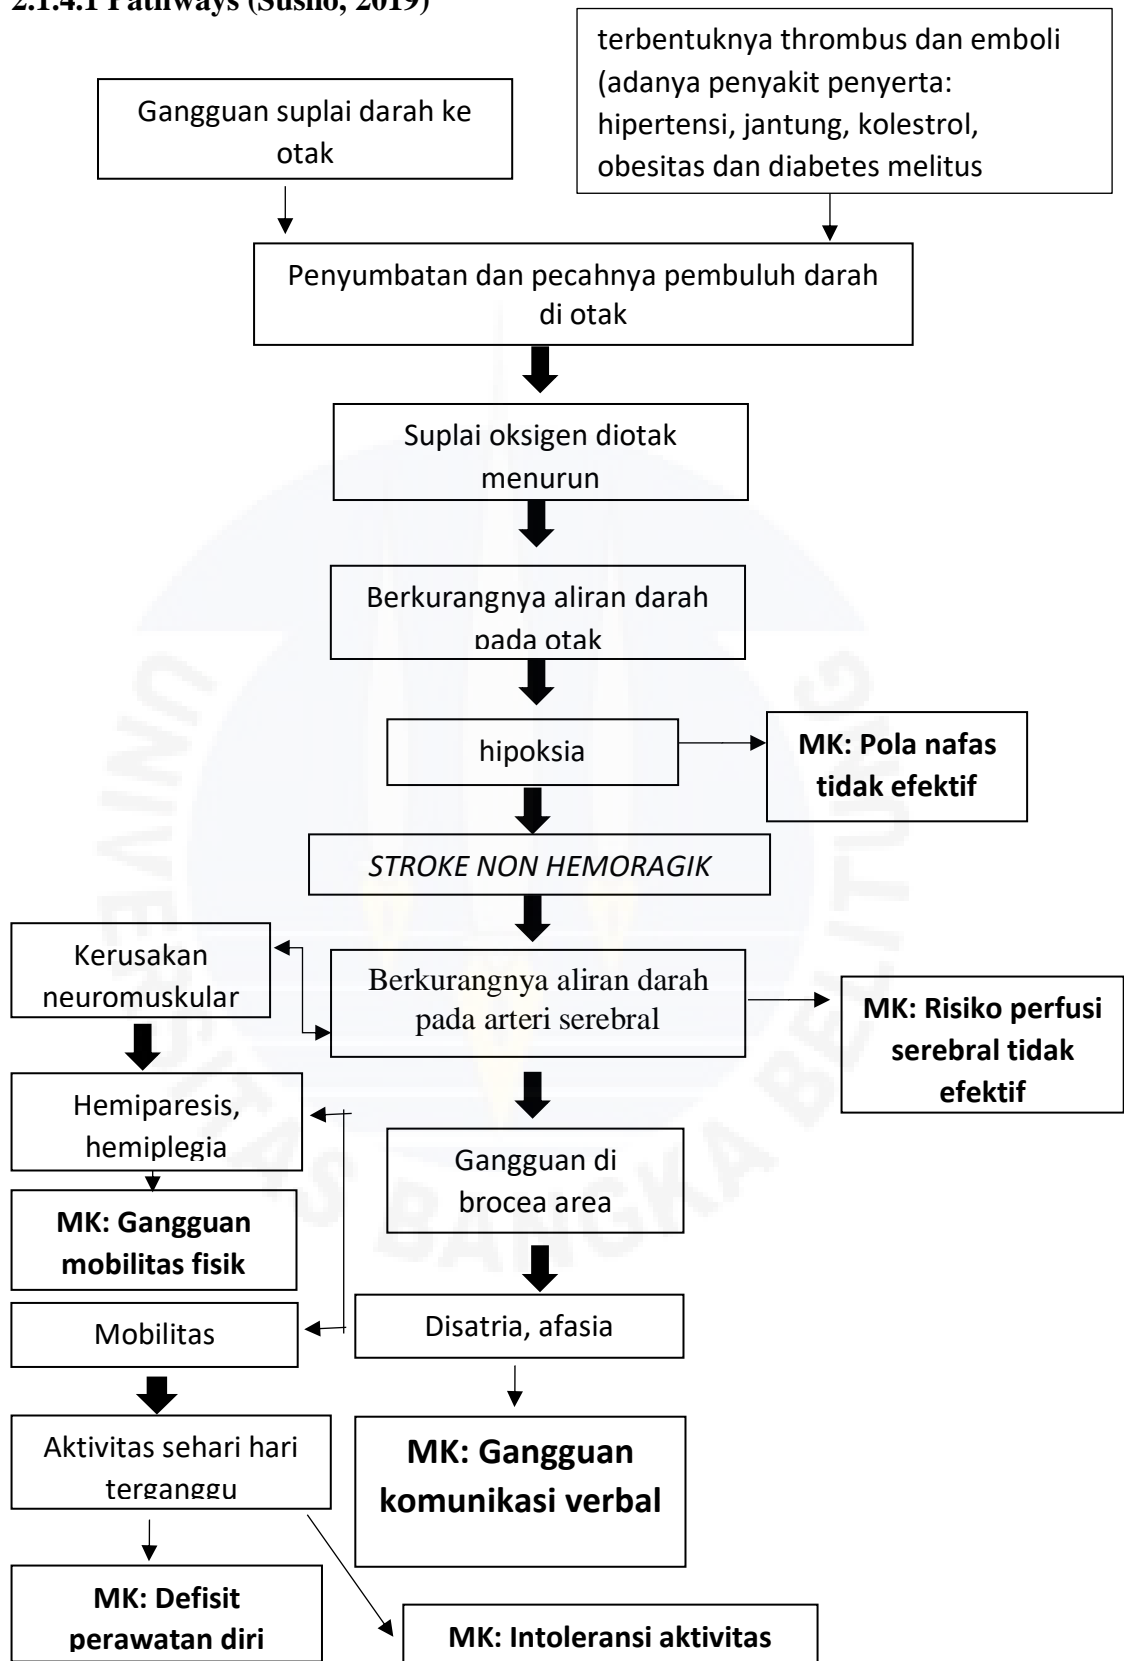 2.1.4.1 Pathways (Susilo, 2019)
terbentuknya thrombus dan emboli
(adanya penyakit penyerta:
hipertensi, jantung, kolestrol,
obesitas dan diabetes melitus
Gangguan suplai darah ke
otak
Penyumbatan dan pecahnya pembuluh darah
di otak
Suplai oksigen diotak
menurun
Berkurangnya aliran darah
pada otak
hipoksia
MK: Pola nafas
tidak efektif
STROKE NON HEMORAGIK
Kerusakan
neuromuskular
Berkurangnya aliran darah
pada arteri serebral
MK: Risiko perfusi
serebral tidak
efektif
Hemiparesis,
hemiplegia
Gangguan di
brocea area
MK: Gangguan
mobilitas fisik
Mobilitas
Disatria, afasia
Aktivitas sehari hari
terganggu
MK: Gangguan
komunikasi verbal
MK: Defisit
perawatan diri
MK: Intoleransi aktivitas
UNIVERSITAS BANGKA BELITUNG